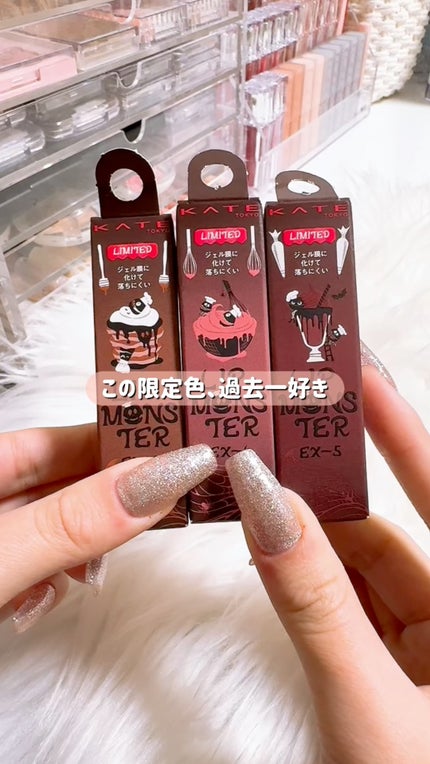 KATE
TOKYO
LIMITED
ジェル膜に
化けて
落ちにくい
KATE
TOKYO
LIMITED
ジェル膜に
化けて
落ちにくい
KATE
TOKYO
LIMITED
ジェル膜に
化けて
落ちにくい
この限定色、過去一好き
MONS
TER
MONS
TER
EX-
MONS
TER
EX-5